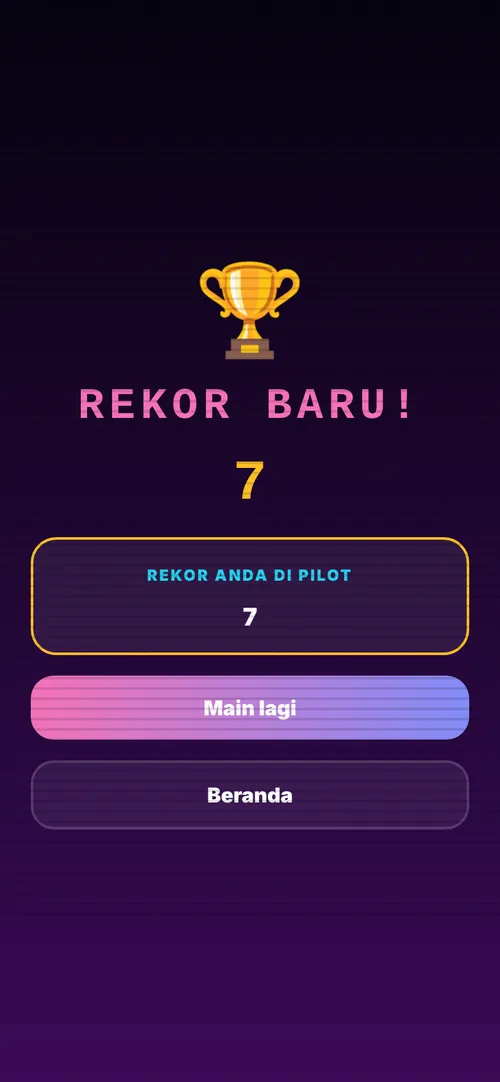 REKOR BARU!
7
REKOR ANDA DI PILOT
7
Main lagi
Beranda